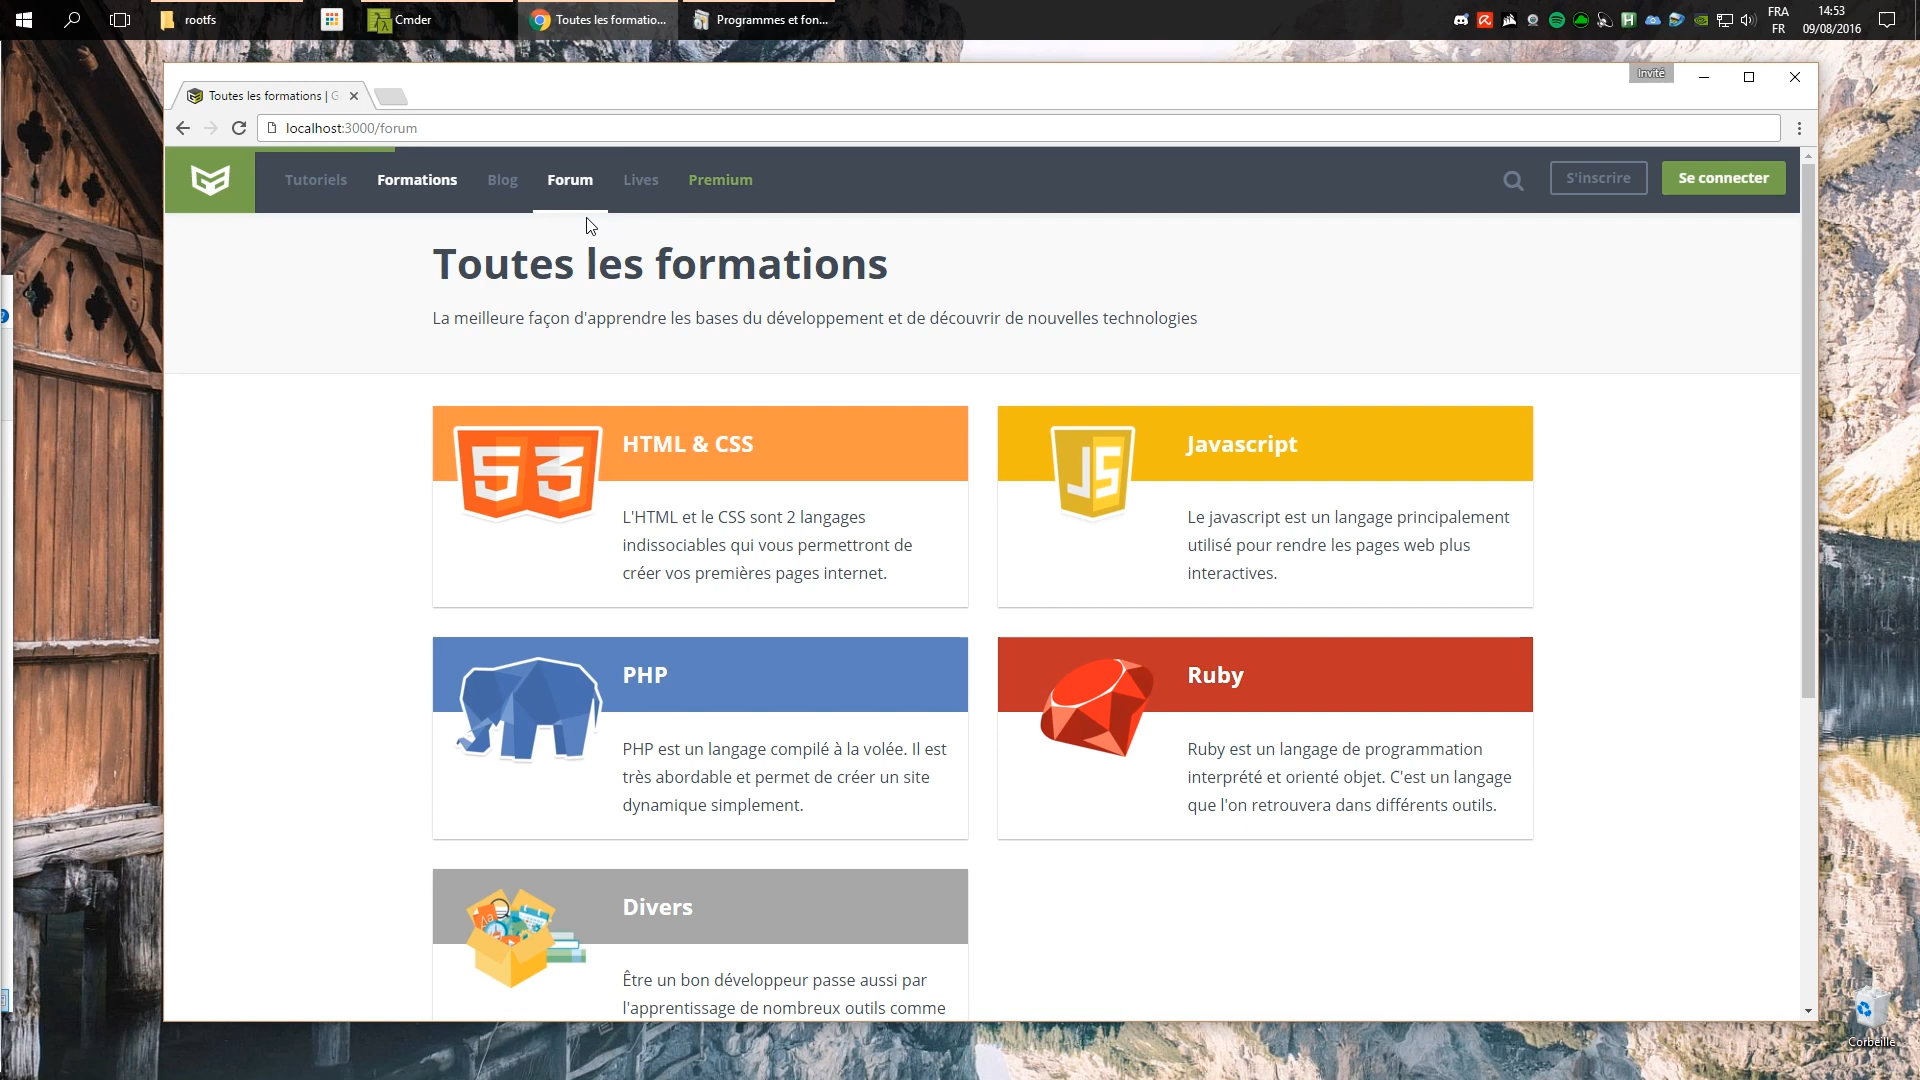 rootfs
Cmder
Toutes les formatio...
Programmes et fon...
FRA
FR
14:53
09/08/2016
Invité
Toutes les formations | G
localhost:3000/forum
Tutoriels
Formations
Blog
Forum
Lives
Premium
S'inscrire
Se connecter
Toutes les formations
La meilleure façon d'apprendre les bases du développement et de découvrir de nouvelles technologies
HTML & CSS
L'HTML et le CSS sont 2 langages
indissociables qui vous permettront de
créer vos premières pages internet.
JS
Javascript
Le javascript est un langage principalement
utilisé pour rendre les pages web plus
interactives.
PHP
PHP est un langage compilé à la volée. Il est
très abordable et permet de créer un site
dynamique simplement.
Ruby
Ruby est un langage de programmation
interprété et orienté objet. C'est un langage
que l'on retrouvera dans différents outils.
Divers
Être un bon développeur passe aussi par
l'apprentissage de nombreux outils comme
Corbeille